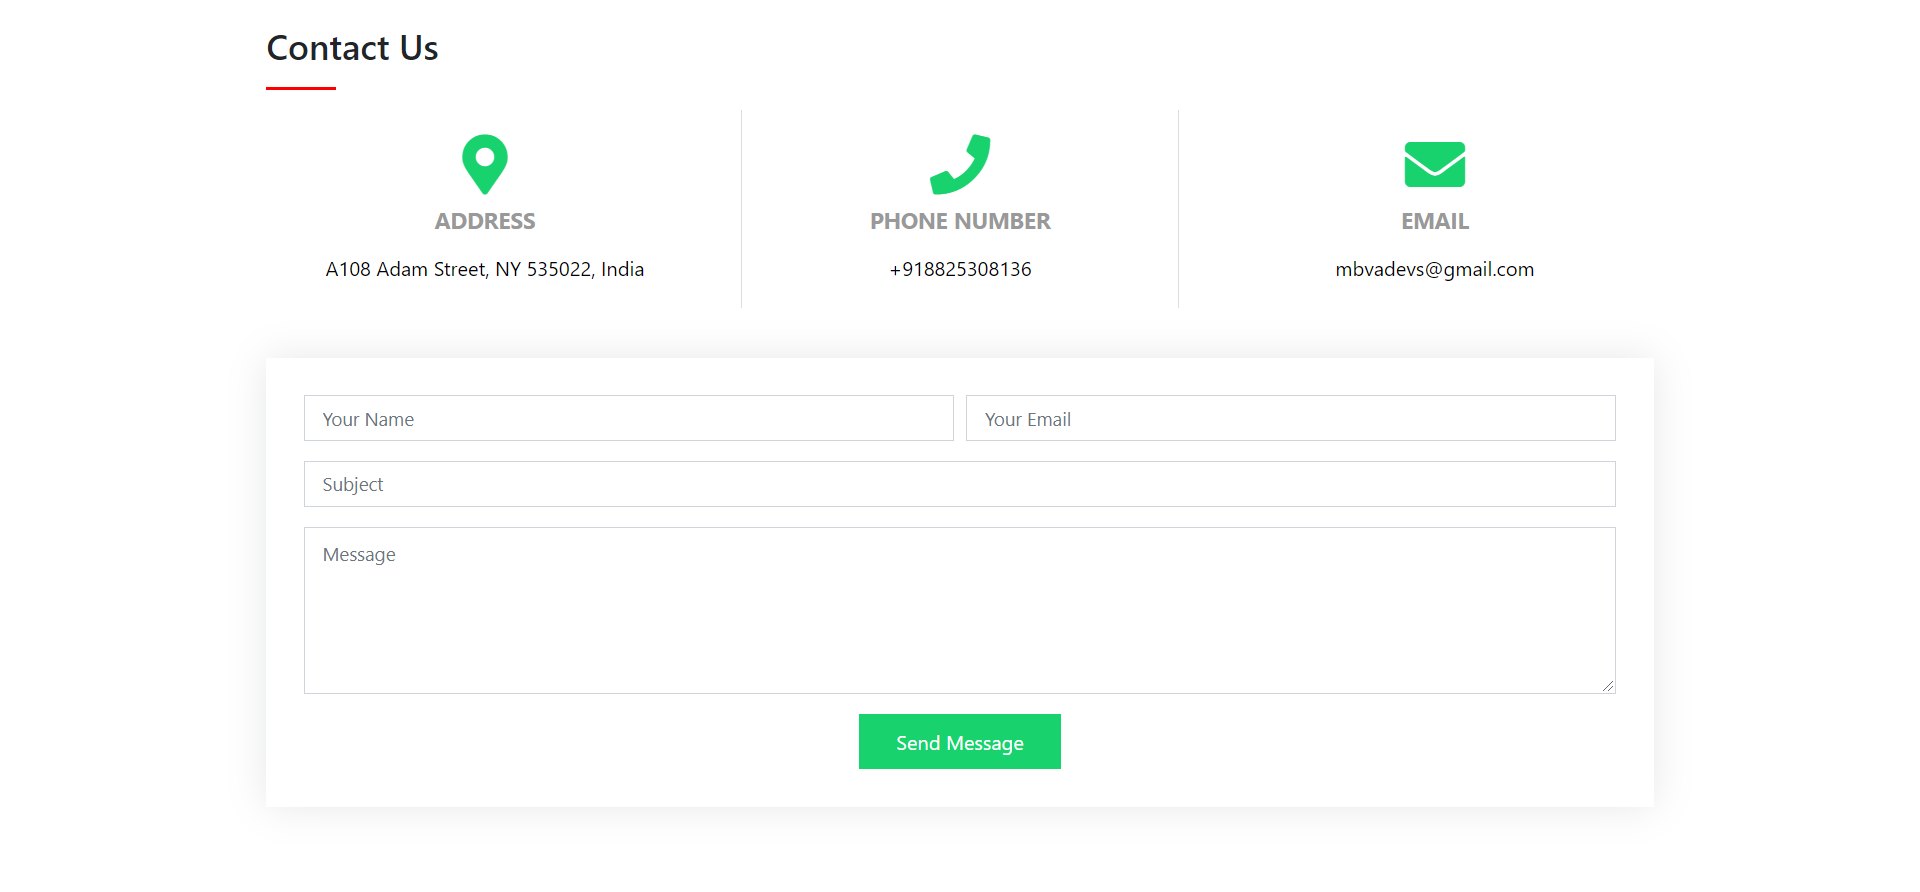 Contact Us
ADDRESS
A108 Adam Street, NY 535022, India
PHONE NUMBER
+918825308136
EMAIL
mbvadevs@gmail.com
Your Name
Your Email
Subject
Message
Send Message